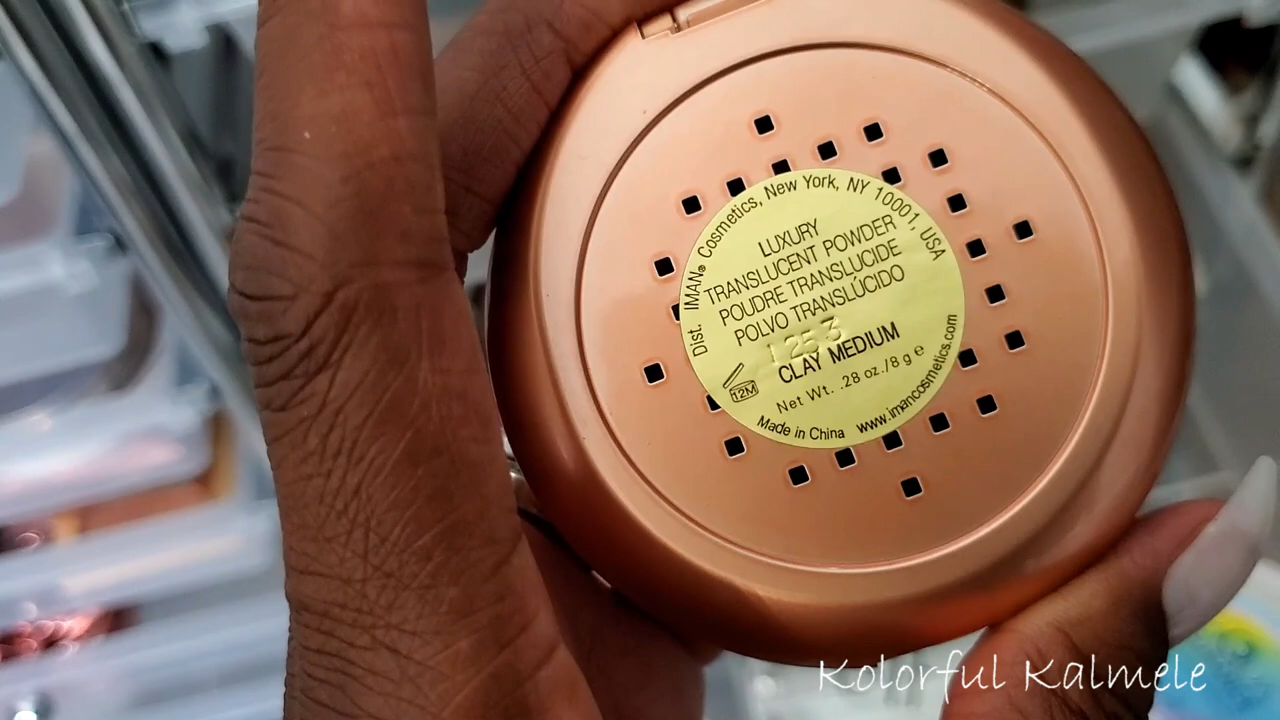 Dist. IMAN® Cosmetics, New York, NY 10001, USA
LUXURY
TRANSLUCENT POWDER
POUDRE TRANSLUCIDE
POLVO TRANSLÚCIDO
1253
CLAY MEDIUM
12M
Net Wt. .28 oz./8 g e
Made in China www.imancosmetics.com
Kolorful Kalmele